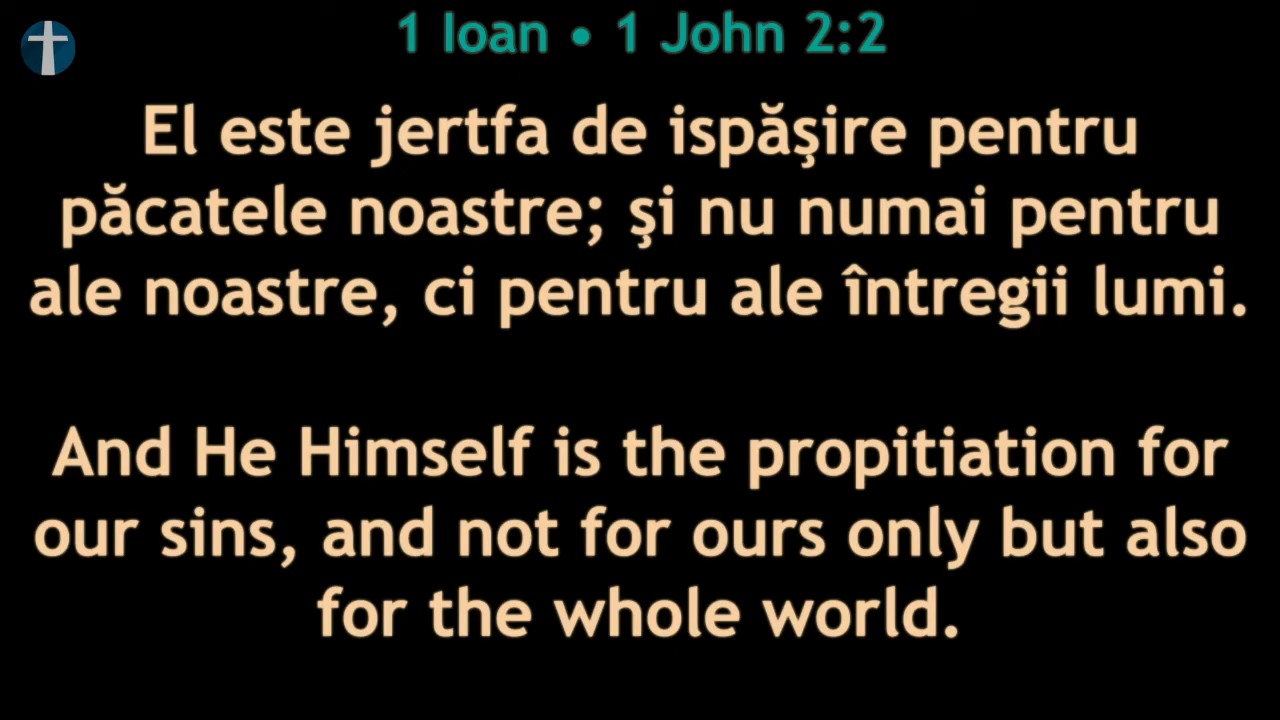 1 Ioan • 1 John 2:2
El este jertfa de ispăşire pentru
păcatele noastre; şi nu numai pentru
ale noastre, ci pentru ale întregii lumi.
And He Himself is the propitiation for
our sins, and not for ours only but also
for the whole world.